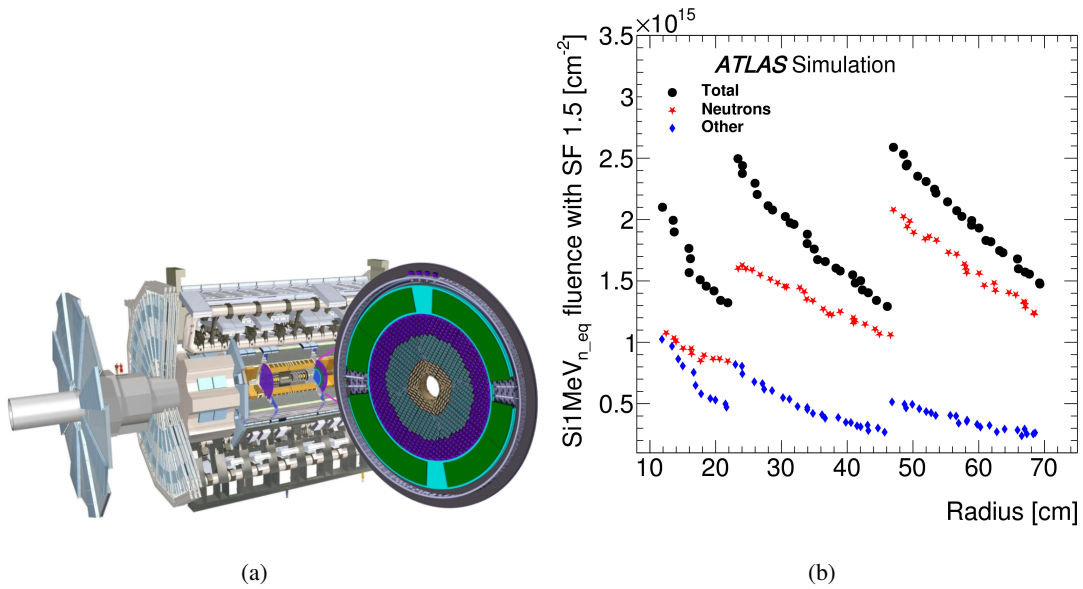 ×10¹⁵
Si1MeVₙ_ₑq fluence with SF 1.5 [cm⁻²]
ATLAS Simulation
Total
Neutrons
Other
3.5
3
2.5
2
1.5
1
0.5
10 20 30 40 50 60 70
Radius [cm]
(a) (b)